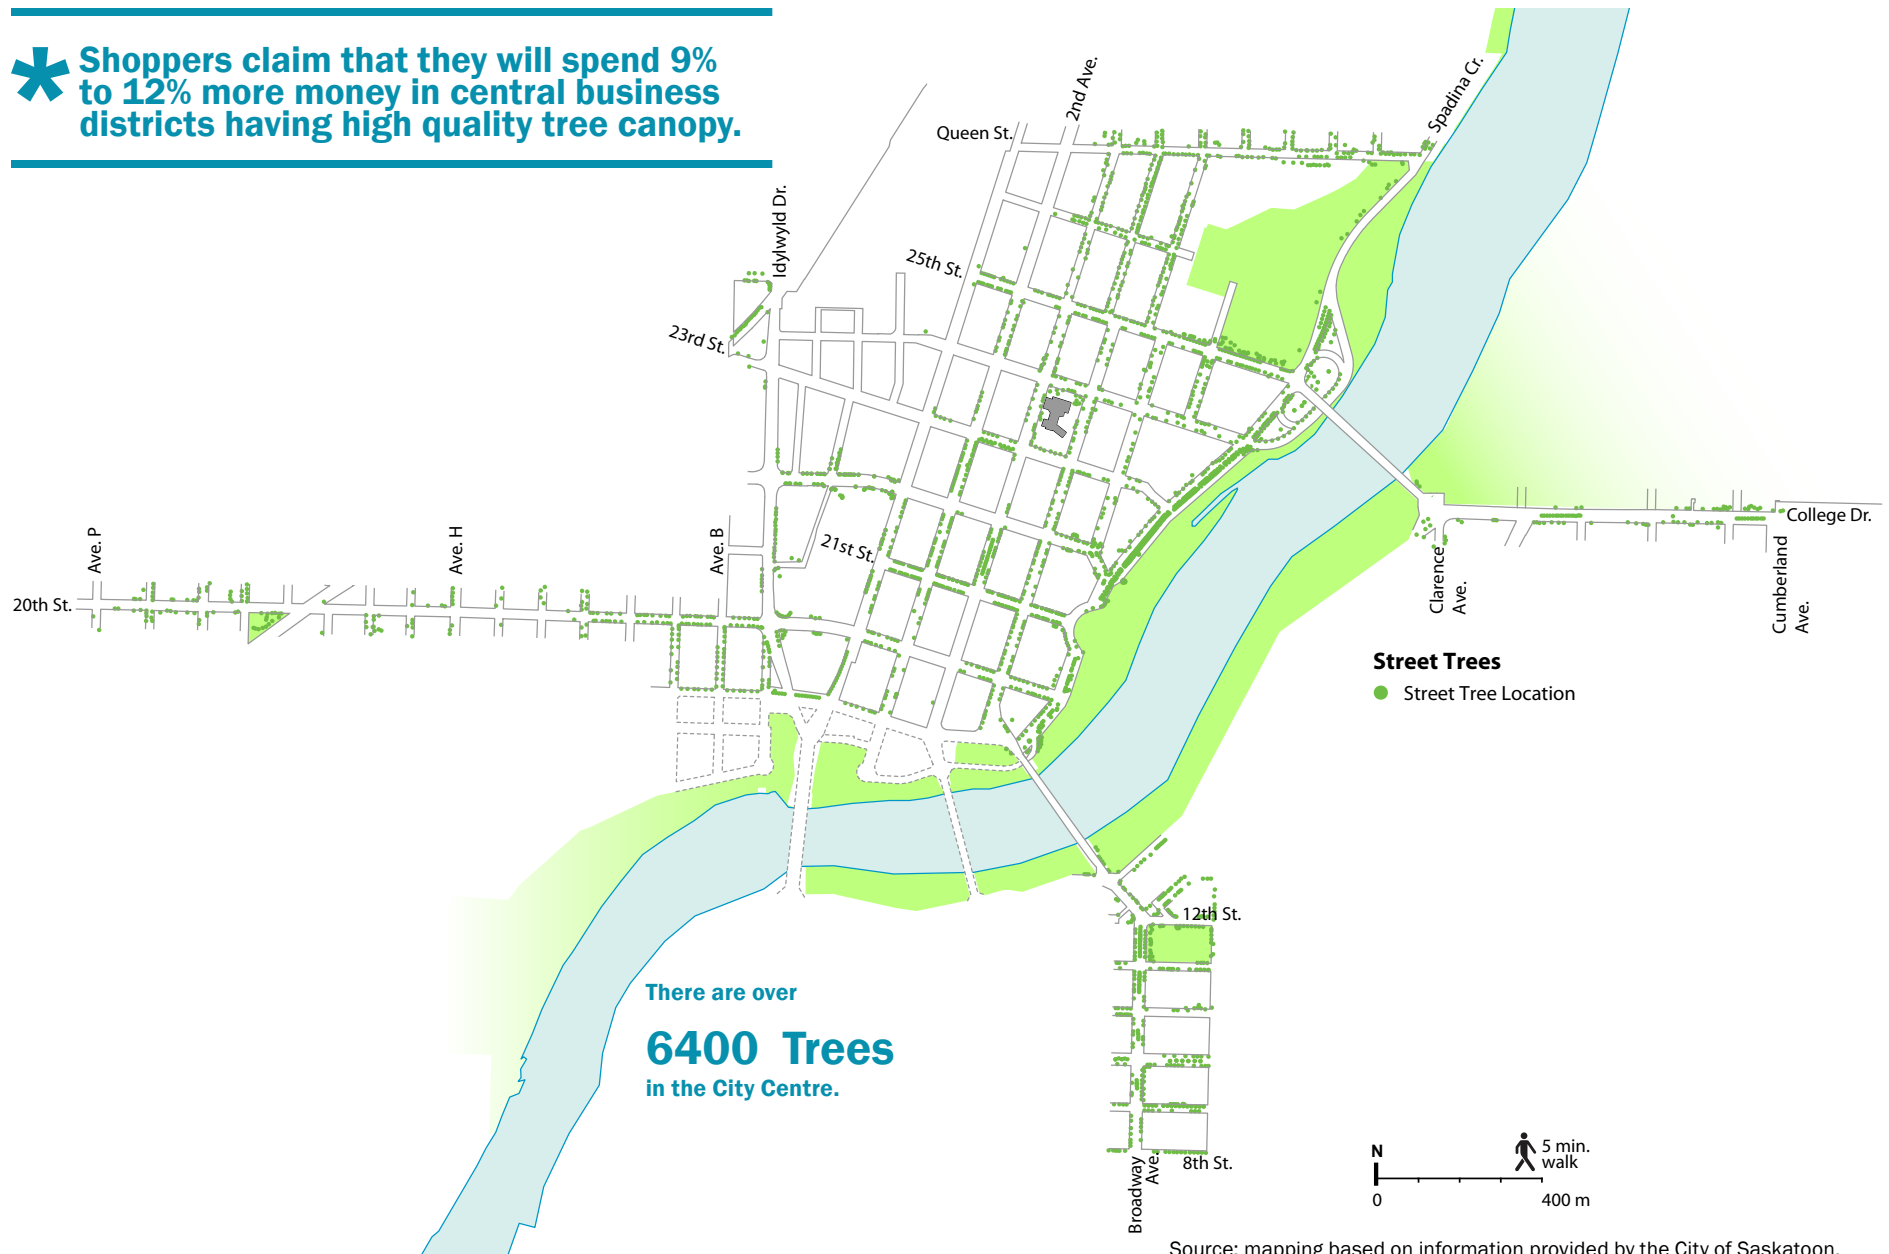 Shoppers claim that they will spend 9%
to 12% more money in central business
districts having high quality tree canopy.
2nd Ave.
Spadina Cr.
Queen St.
Idylwyld Dr.
25th St.
23rd St.
21st St.
Ave. P
Ave. H
Ave. B
20th St.
College Dr.
Clarence
Ave.
Cumberland
Ave.
Street Trees
Street Tree Location
12th St.
There are over
6400 Trees
in the City Centre.
8th St.
Broadway
Ave.
N
5 min.
walk
0
400 m
Source: mapping based on information provided by the City of Saskatoon.